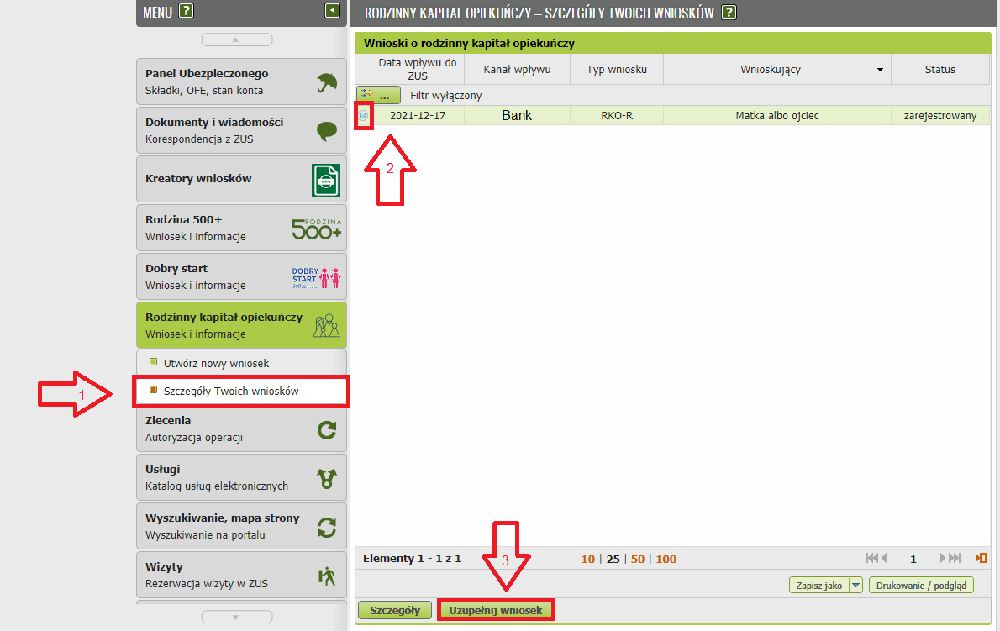 MENU ?
RODZINNY KAPITAŁ OPIEKUŃCZY – SZCZEGÓŁY TWOICH WNIOSKÓW ?
Panel Ubezpieczonego
Składki, OFE, stan konta
Dokumenty i wiadomości
Korespondencja z ZUS
Kreatory wniosków
Rodzina 500+
Wniosek i informacje
RODZINA
500+
Dobry start
Wniosek i informacje
DOBRY
START
Rodzinny kapitał opiekuńczy
Wniosek i informacje
Utwórz nowy wniosek
1
Szczegóły Twoich wniosków
Zlecenia
Autoryzacja operacji
Usługi
Katalog usług elektronicznych
Wyszukiwanie, mapa strony
Wyszukiwanie na portalu
Wizyty
Rezerwacja wizyty w ZUS
Wnioski o rodzinny kapitał opiekuńczy
Data wpływu do ZUS Kanał wpływu Typ wniosku Wnioskujący Status
... Filtr wyłączony
2021-12-17 Bank RKO-R Matka albo ojciec zarejestrowany
2
3
Elementy 1 - 1 z 1 10 | 25 | 50 | 100 1
Zapisz jako Drukowanie / podgląd
Szczegóły Uzupełnij wniosek